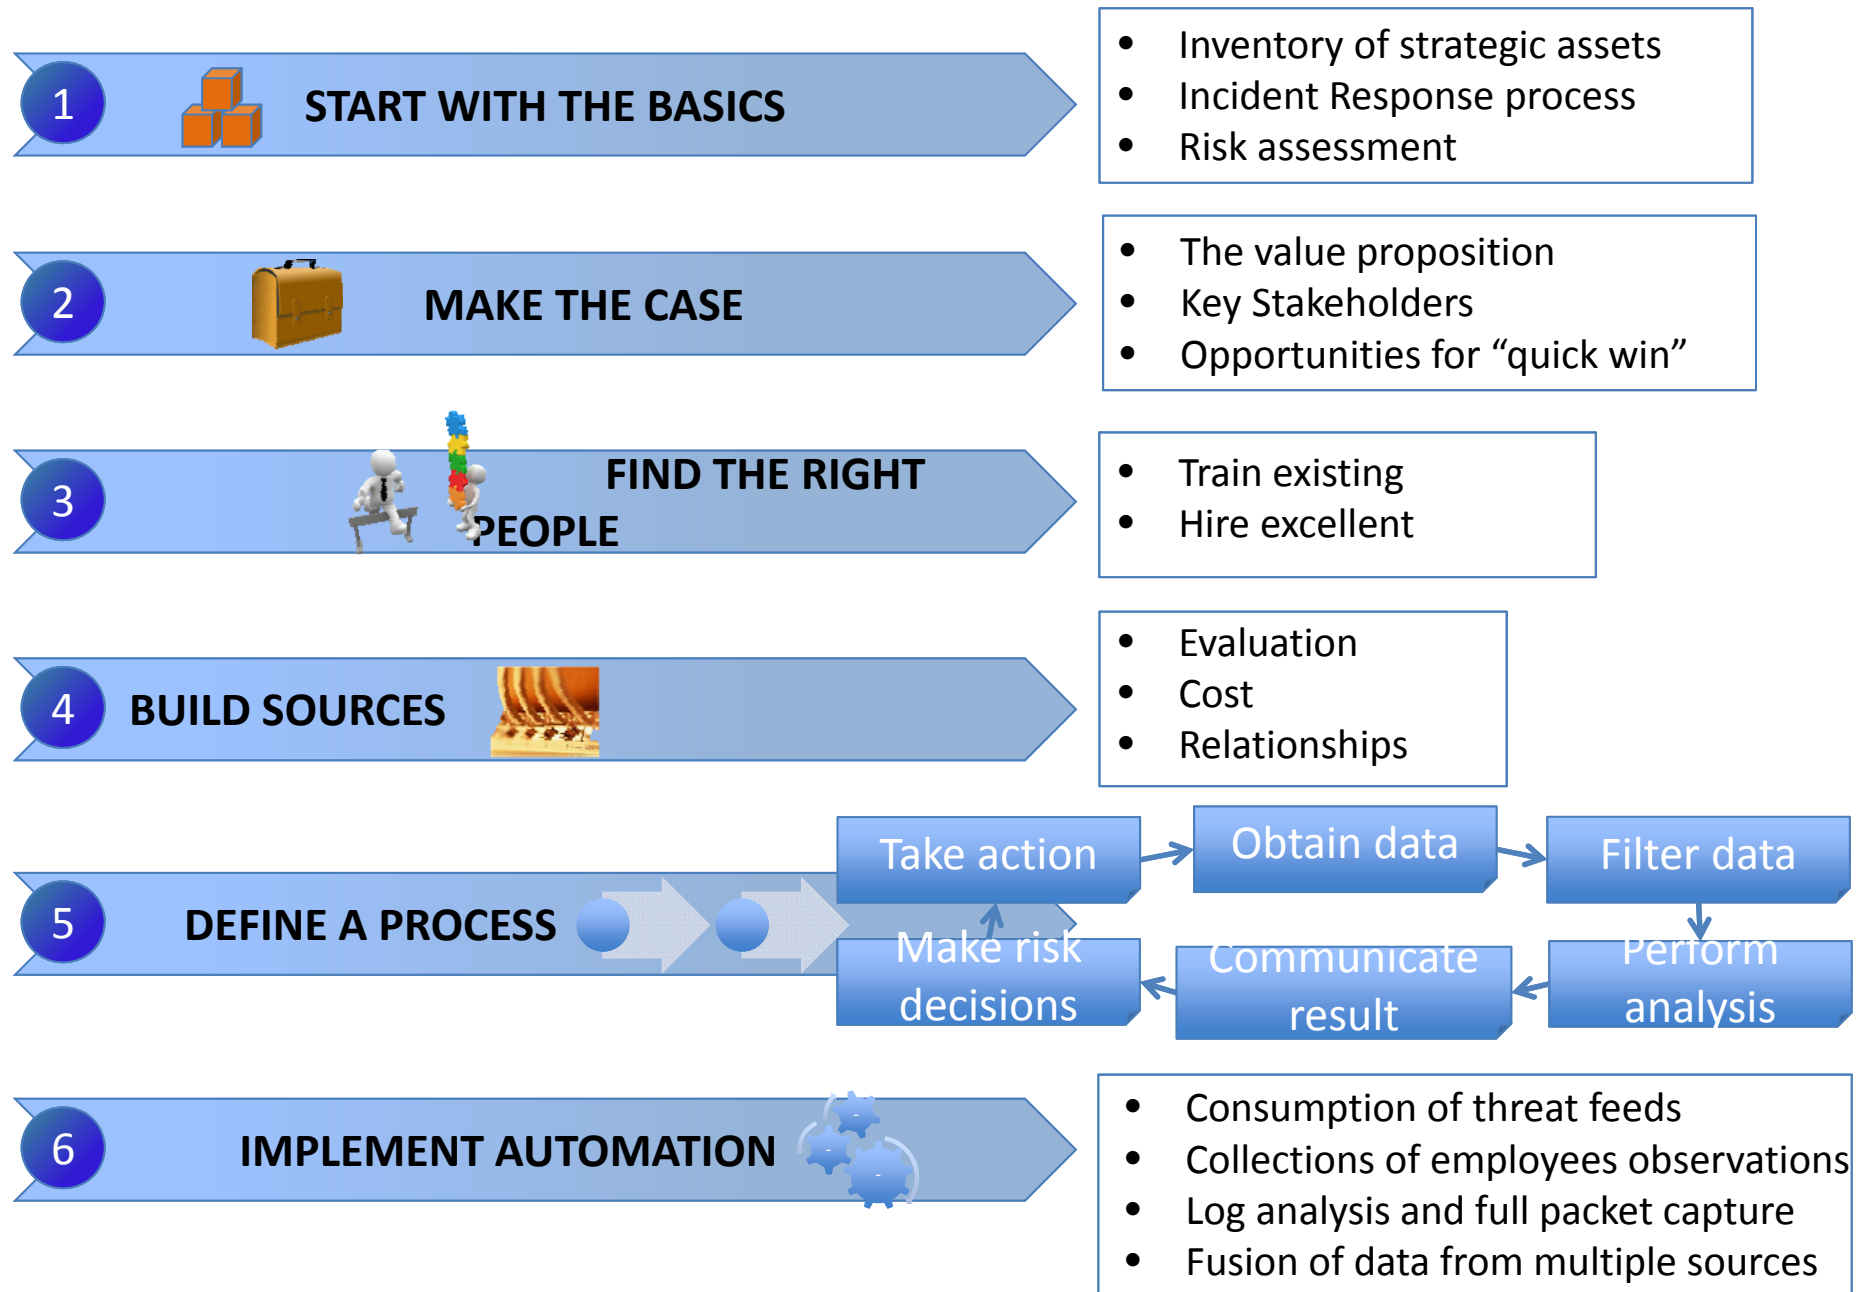 1
START WITH THE BASICS
• Inventory of strategic assets
• Incident Response process
• Risk assessment
2
MAKE THE CASE
• The value proposition
• Key Stakeholders
• Opportunities for “quick win”
3
FIND THE RIGHT
PEOPLE
• Train existing
• Hire excellent
4
BUILD SOURCES
• Evaluation
• Cost
• Relationships
5
DEFINE A PROCESS
Take action
Obtain data
Filter data
Perform
analysis
Communicate
result
Make risk
decisions
6
IMPLEMENT AUTOMATION
• Consumption of threat feeds
• Collections of employees observations
• Log analysis and full packet capture
• Fusion of data from multiple sources